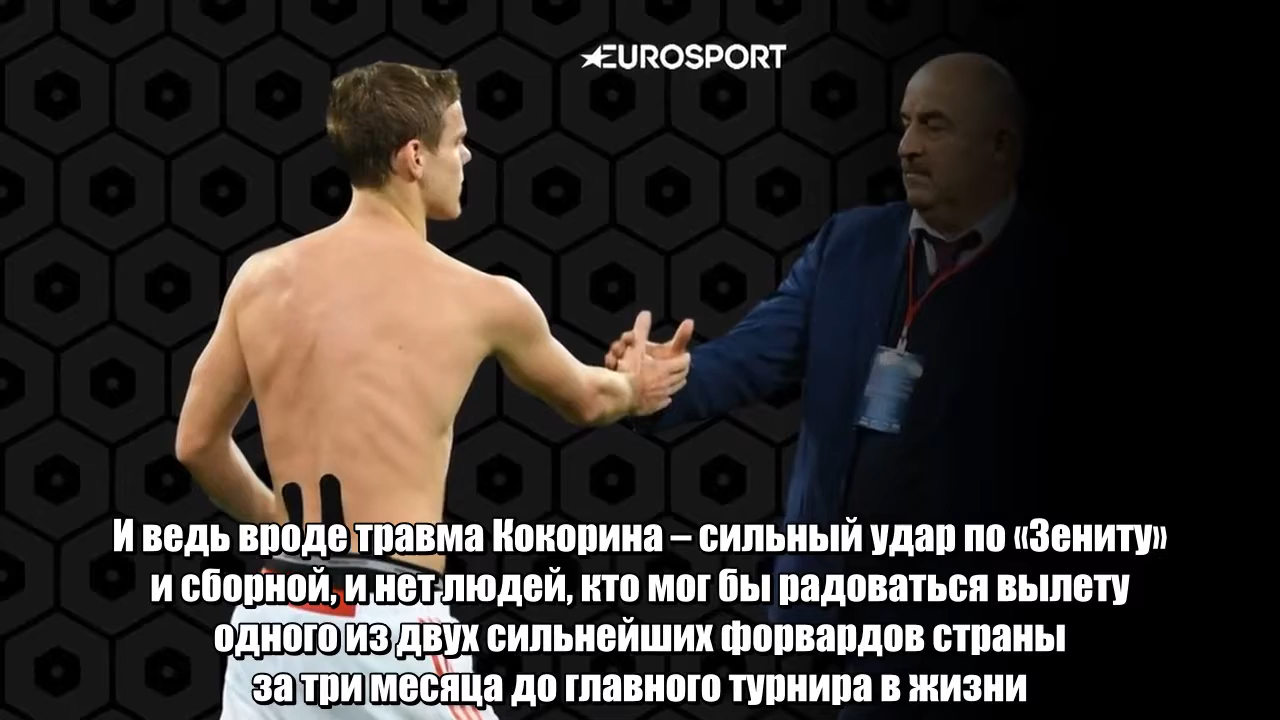 EUROSPORT
И ведь вроде травма Кокорина – сильный удар по «Зениту»
и сборной, и нет людей, кто мог бы радоваться вылету
одного из двух сильнейших форвардов страны
за три месяца до главного турнира в жизни